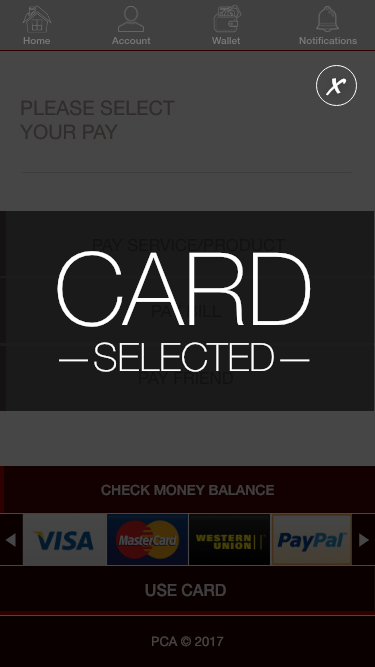 Home Account Wallet Notifications
x
PLEASE SELECT
YOUR PAY
PAY SERVICE/PRODUCT
CARD
PAY BILL
SELECTED
PAY FRIEND
CHECK MONEY BALANCE
VISA MasterCard WESTERN UNION PayPal
USE CARD
PCA © 2017